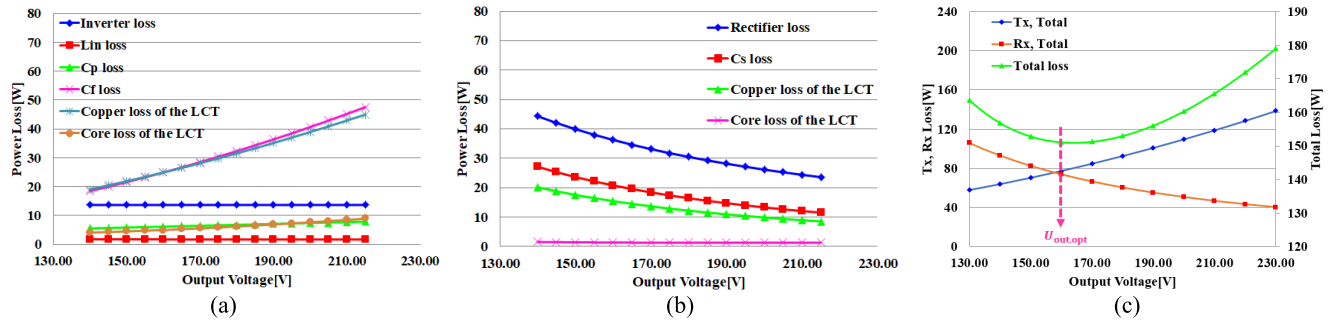 80
70
60
50
40
30
20
10
0
Power Loss[W]
Inverter loss
Lin loss
Cp loss
Cf loss
Copper loss of the LCT
Core loss of the LCT
130.00 150.00 170.00 190.00 210.00 230.00
Output Voltage[V]
(a)
80
70
60
50
40
30
20
10
0
Power Loss[W]
Rectifier loss
Cs loss
Copper loss of the LCT
Core loss of the LCT
130.00 150.00 170.00 190.00 210.00 230.00
Output Voltage[V]
(b)
240
200
160
120
80
40
0
Tx, Rx Loss[W]
Tx, Total
Rx, Total
Total loss
Uout,opt
190
180
170
160
150
140
130
120
Total Loss[W]
130.00 150.00 170.00 190.00 210.00 230.00
Output Voltage[V]
(c)